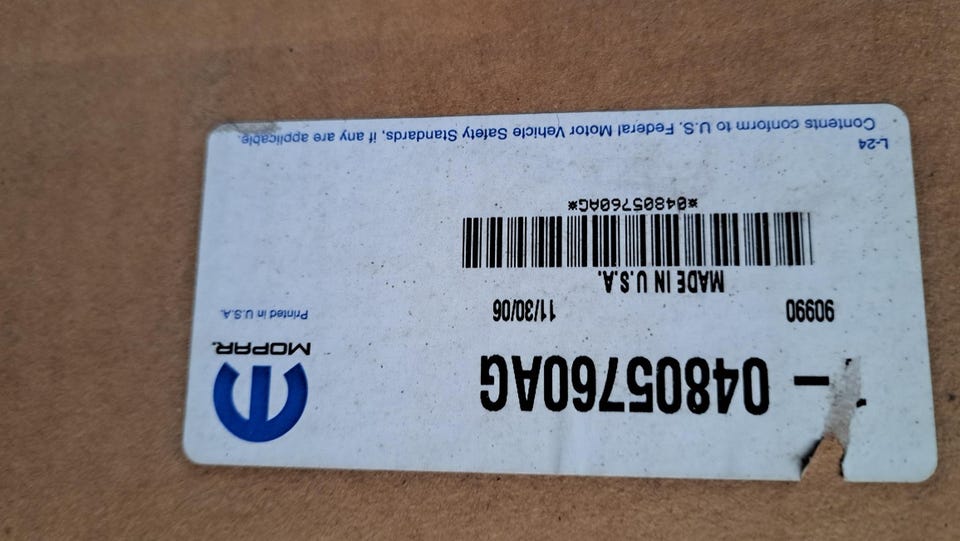 – 04805760AG
MOPAR.
90990 11/30/06
Printed in U.S.A.
MADE IN U.S.A.
*04805760AG*
L-24
Contents conform to U.S. Federal Motor Vehicle Safety Standards, if any are applicable.